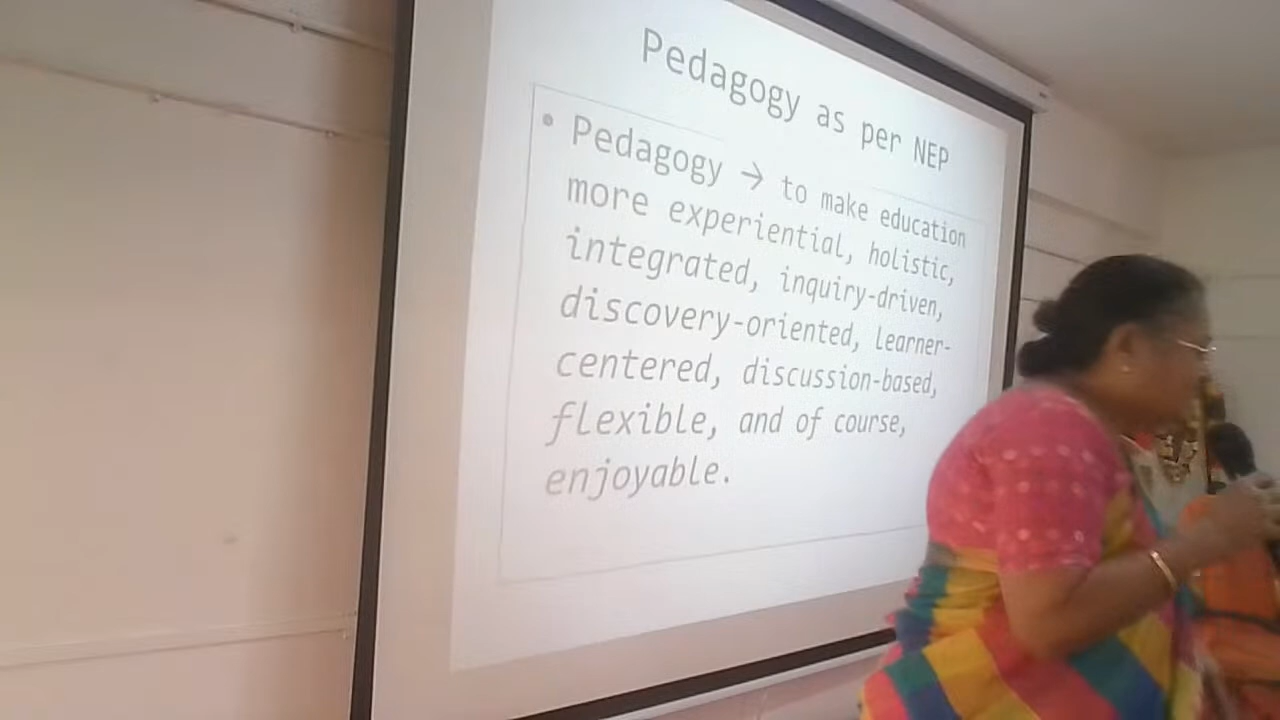 Pedagogy as per NEP
• Pedagogy → to make education
more experiential, holistic,
integrated, inquiry-driven,
discovery-oriented, learner-
centered, discussion-based,
flexible, and of course,
enjoyable.